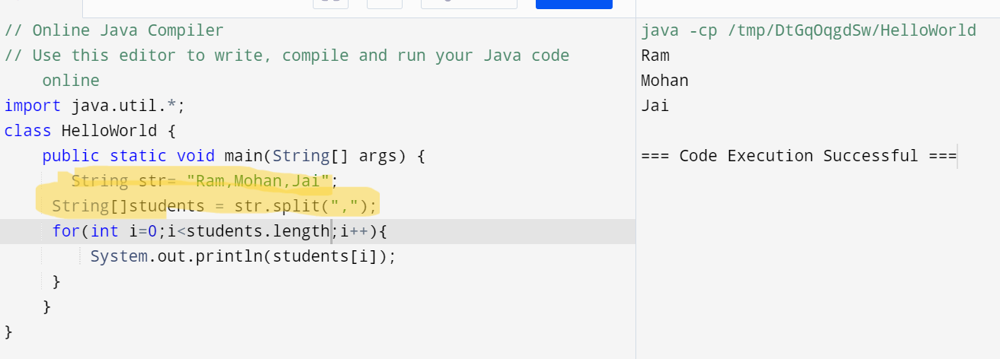 // Online Java Compiler
// Use this editor to write, compile and run your Java code
online
import java.util.*;
class HelloWorld {
public static void main(String[] args) {
String str= "Ram,Mohan,Jai";
String[]students = str.split(",");
for(int i=0;i<students.length;i++){
System.out.println(students[i]);
}
}
}
java -cp /tmp/DtGqOqgdSw/HelloWorld
Ram
Mohan
Jai
=== Code Execution Successful ===